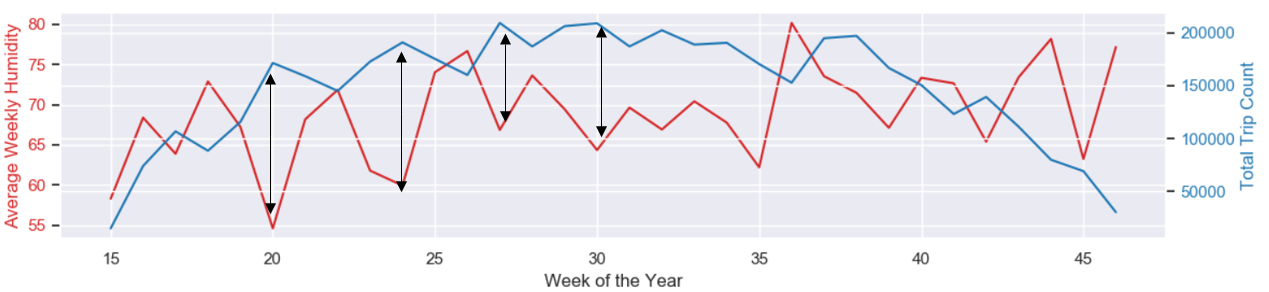 Average Weekly Humidity
80
75
70
65
60
55
200000
150000
100000
50000
Total Trip Count
15 20 25 30 35 40 45
Week of the Year